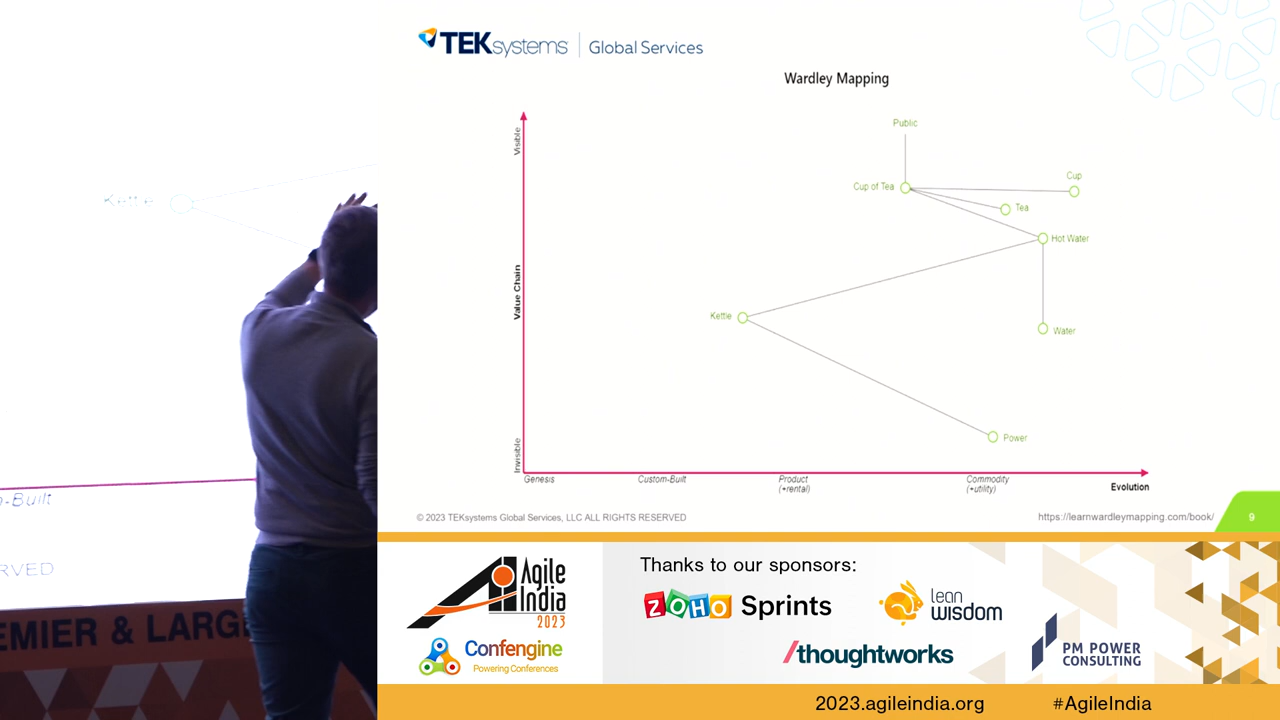 TEKsystems Global Services
Wardley Mapping
Visible
Value Chain
Invisible
Public
Cup of Tea
Cup
Tea
Hot Water
Kettle
Water
Power
Genesis
Custom-Built
Product
(+rental)
Commodity
(+utility)
Evolution
© 2023 TEKsystems Global Services, LLC ALL RIGHTS RESERVED
https://learnwardleymapping.com/book/
9
Kettle
-Built
RVED
EMIER & LARG
Agile
India
2023
Confengine
Powering Conferences
Thanks to our sponsors:
ZOHO Sprints
lean
wisdom
/thoughtworks
PM POWER
CONSULTING
2023.agileindia.org
#AgileIndia